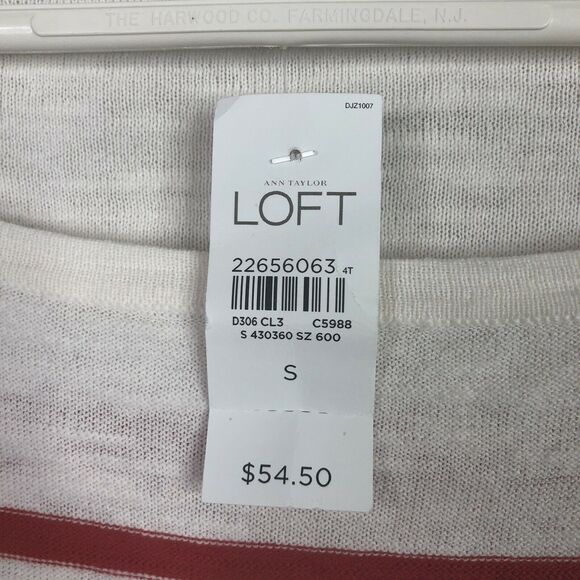 THE HARWOOD CO. FARMINGDALE, N.J.
DJZ1007
ANN TAYLOR
LOFT
22656063 4T
D306 CL3 C5988
S 430360 SZ 600
S
$54.50